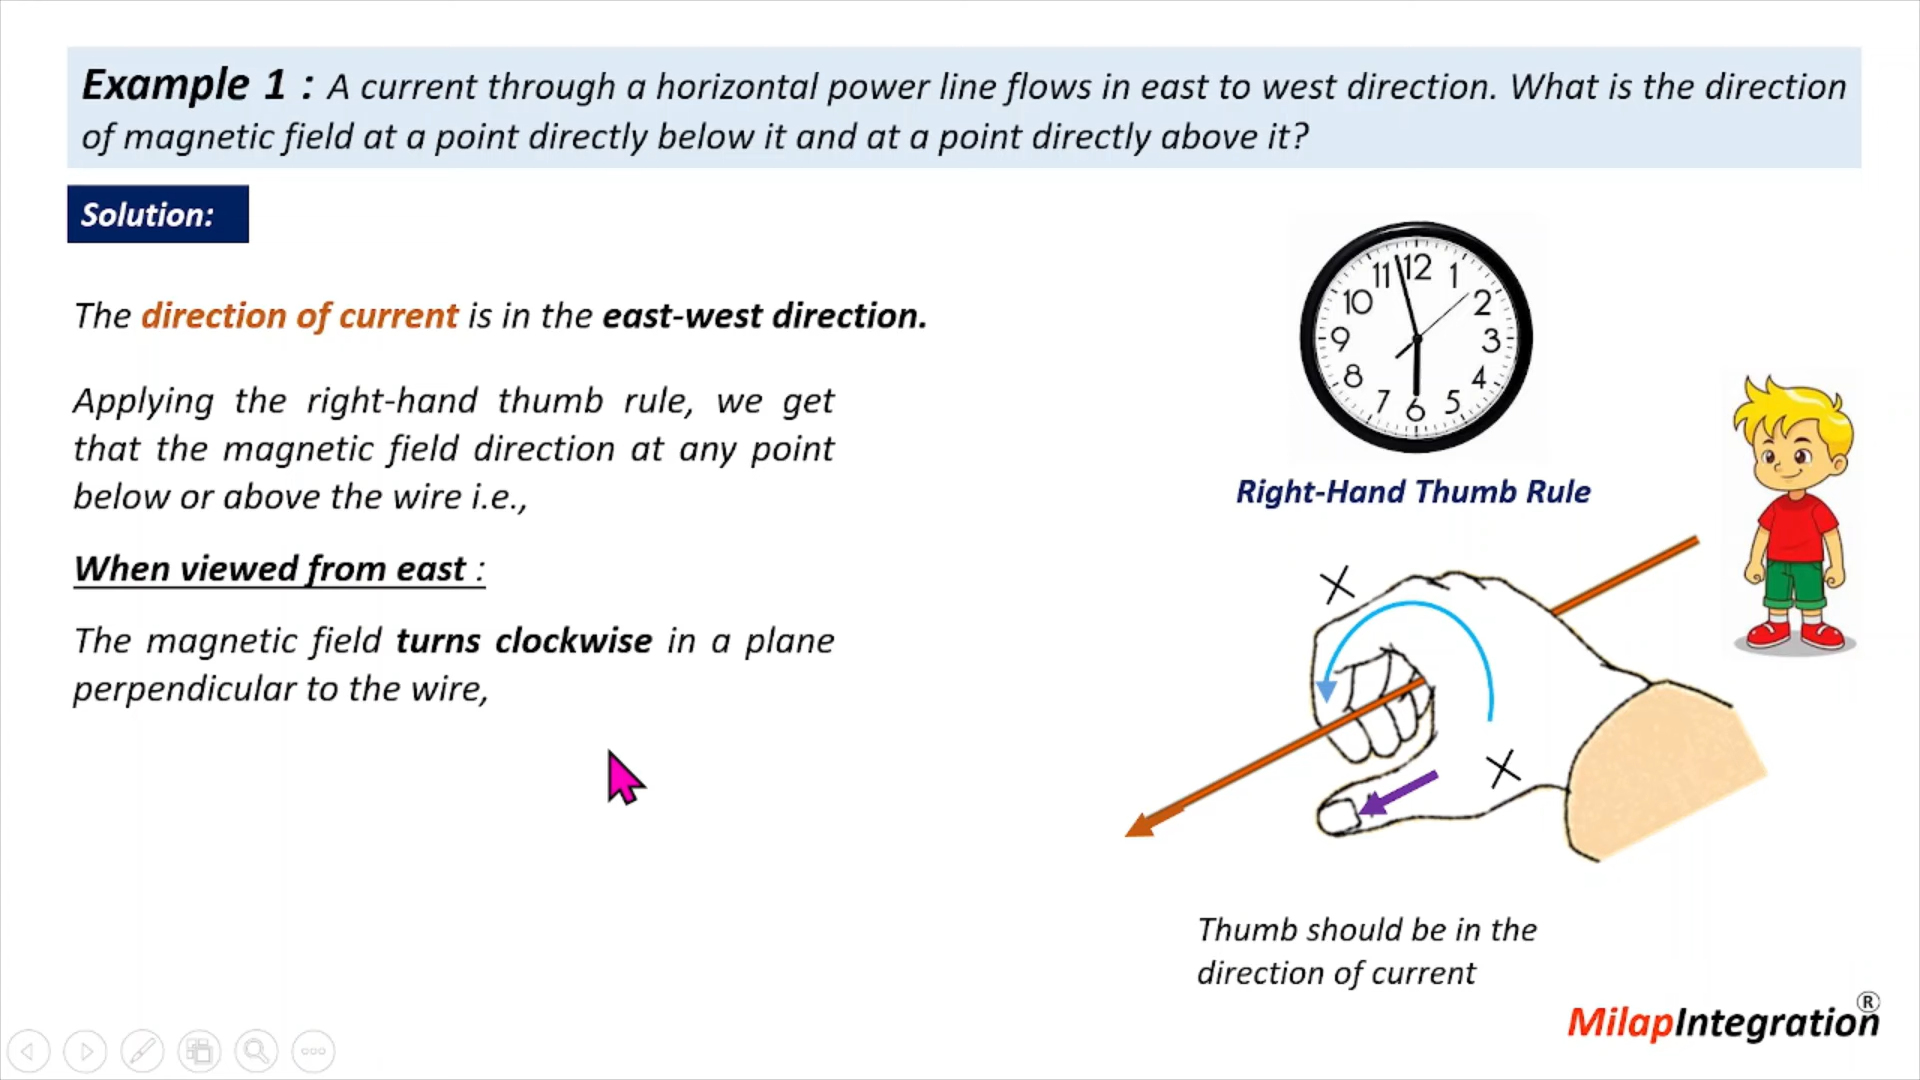 Example 1 : A current through a horizontal power line flows in east to west direction. What is the direction
of magnetic field at a point directly below it and at a point directly above it?
Solution:
The direction of current is in the east-west direction.
Applying the right-hand thumb rule, we get
that the magnetic field direction at any point
below or above the wire i.e.,
When viewed from east :
The magnetic field turns clockwise in a plane
perpendicular to the wire,
11 12 1
10 2
9 3
8 4
7 6 5
Right-Hand Thumb Rule
Thumb should be in the
direction of current
MilapIntegration®